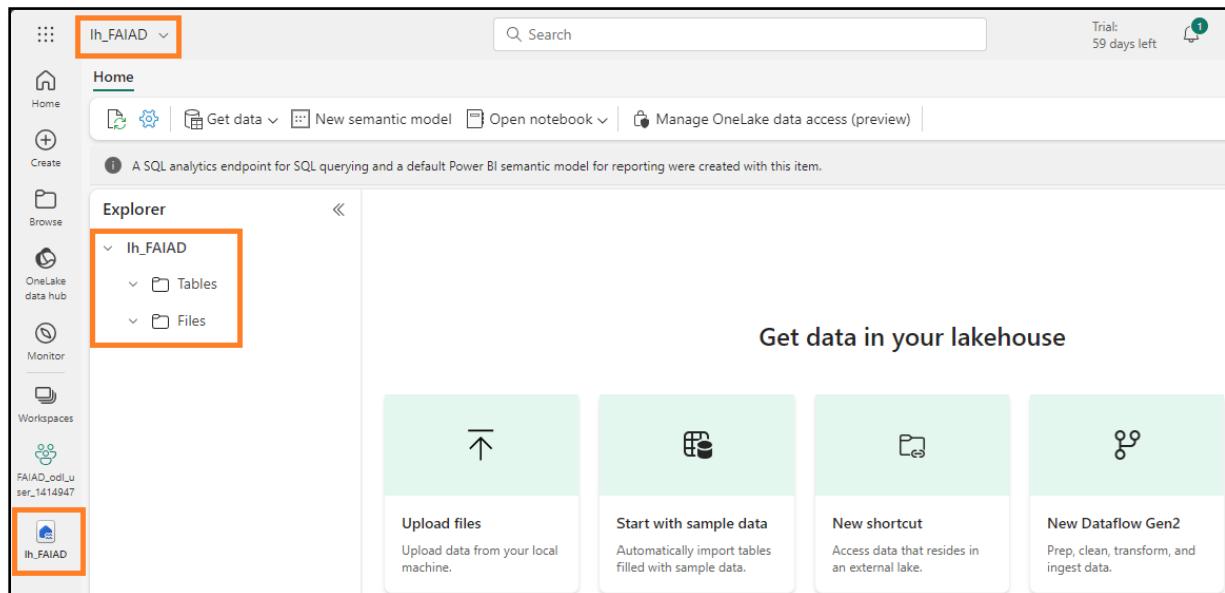 lh_FAIAD
Search
Trial:
59 days left
1
Home
Home
Get data
New semantic model
Open notebook
Manage OneLake data access (preview)
Create
A SQL analytics endpoint for SQL querying and a default Power BI semantic model for reporting were created with this item.
Browse
Explorer
lh_FAIAD
Tables
Files
OneLake
data hub
Monitor
Workspaces
FAIAD_odl_u
ser_1414947
lh_FAIAD
Get data in your lakehouse
Upload files
Upload data from your local
machine.
Start with sample data
Automatically import tables
filled with sample data.
New shortcut
Access data that resides in
an external lake.
New Dataflow Gen2
Prep, clean, transform, and
ingest data.